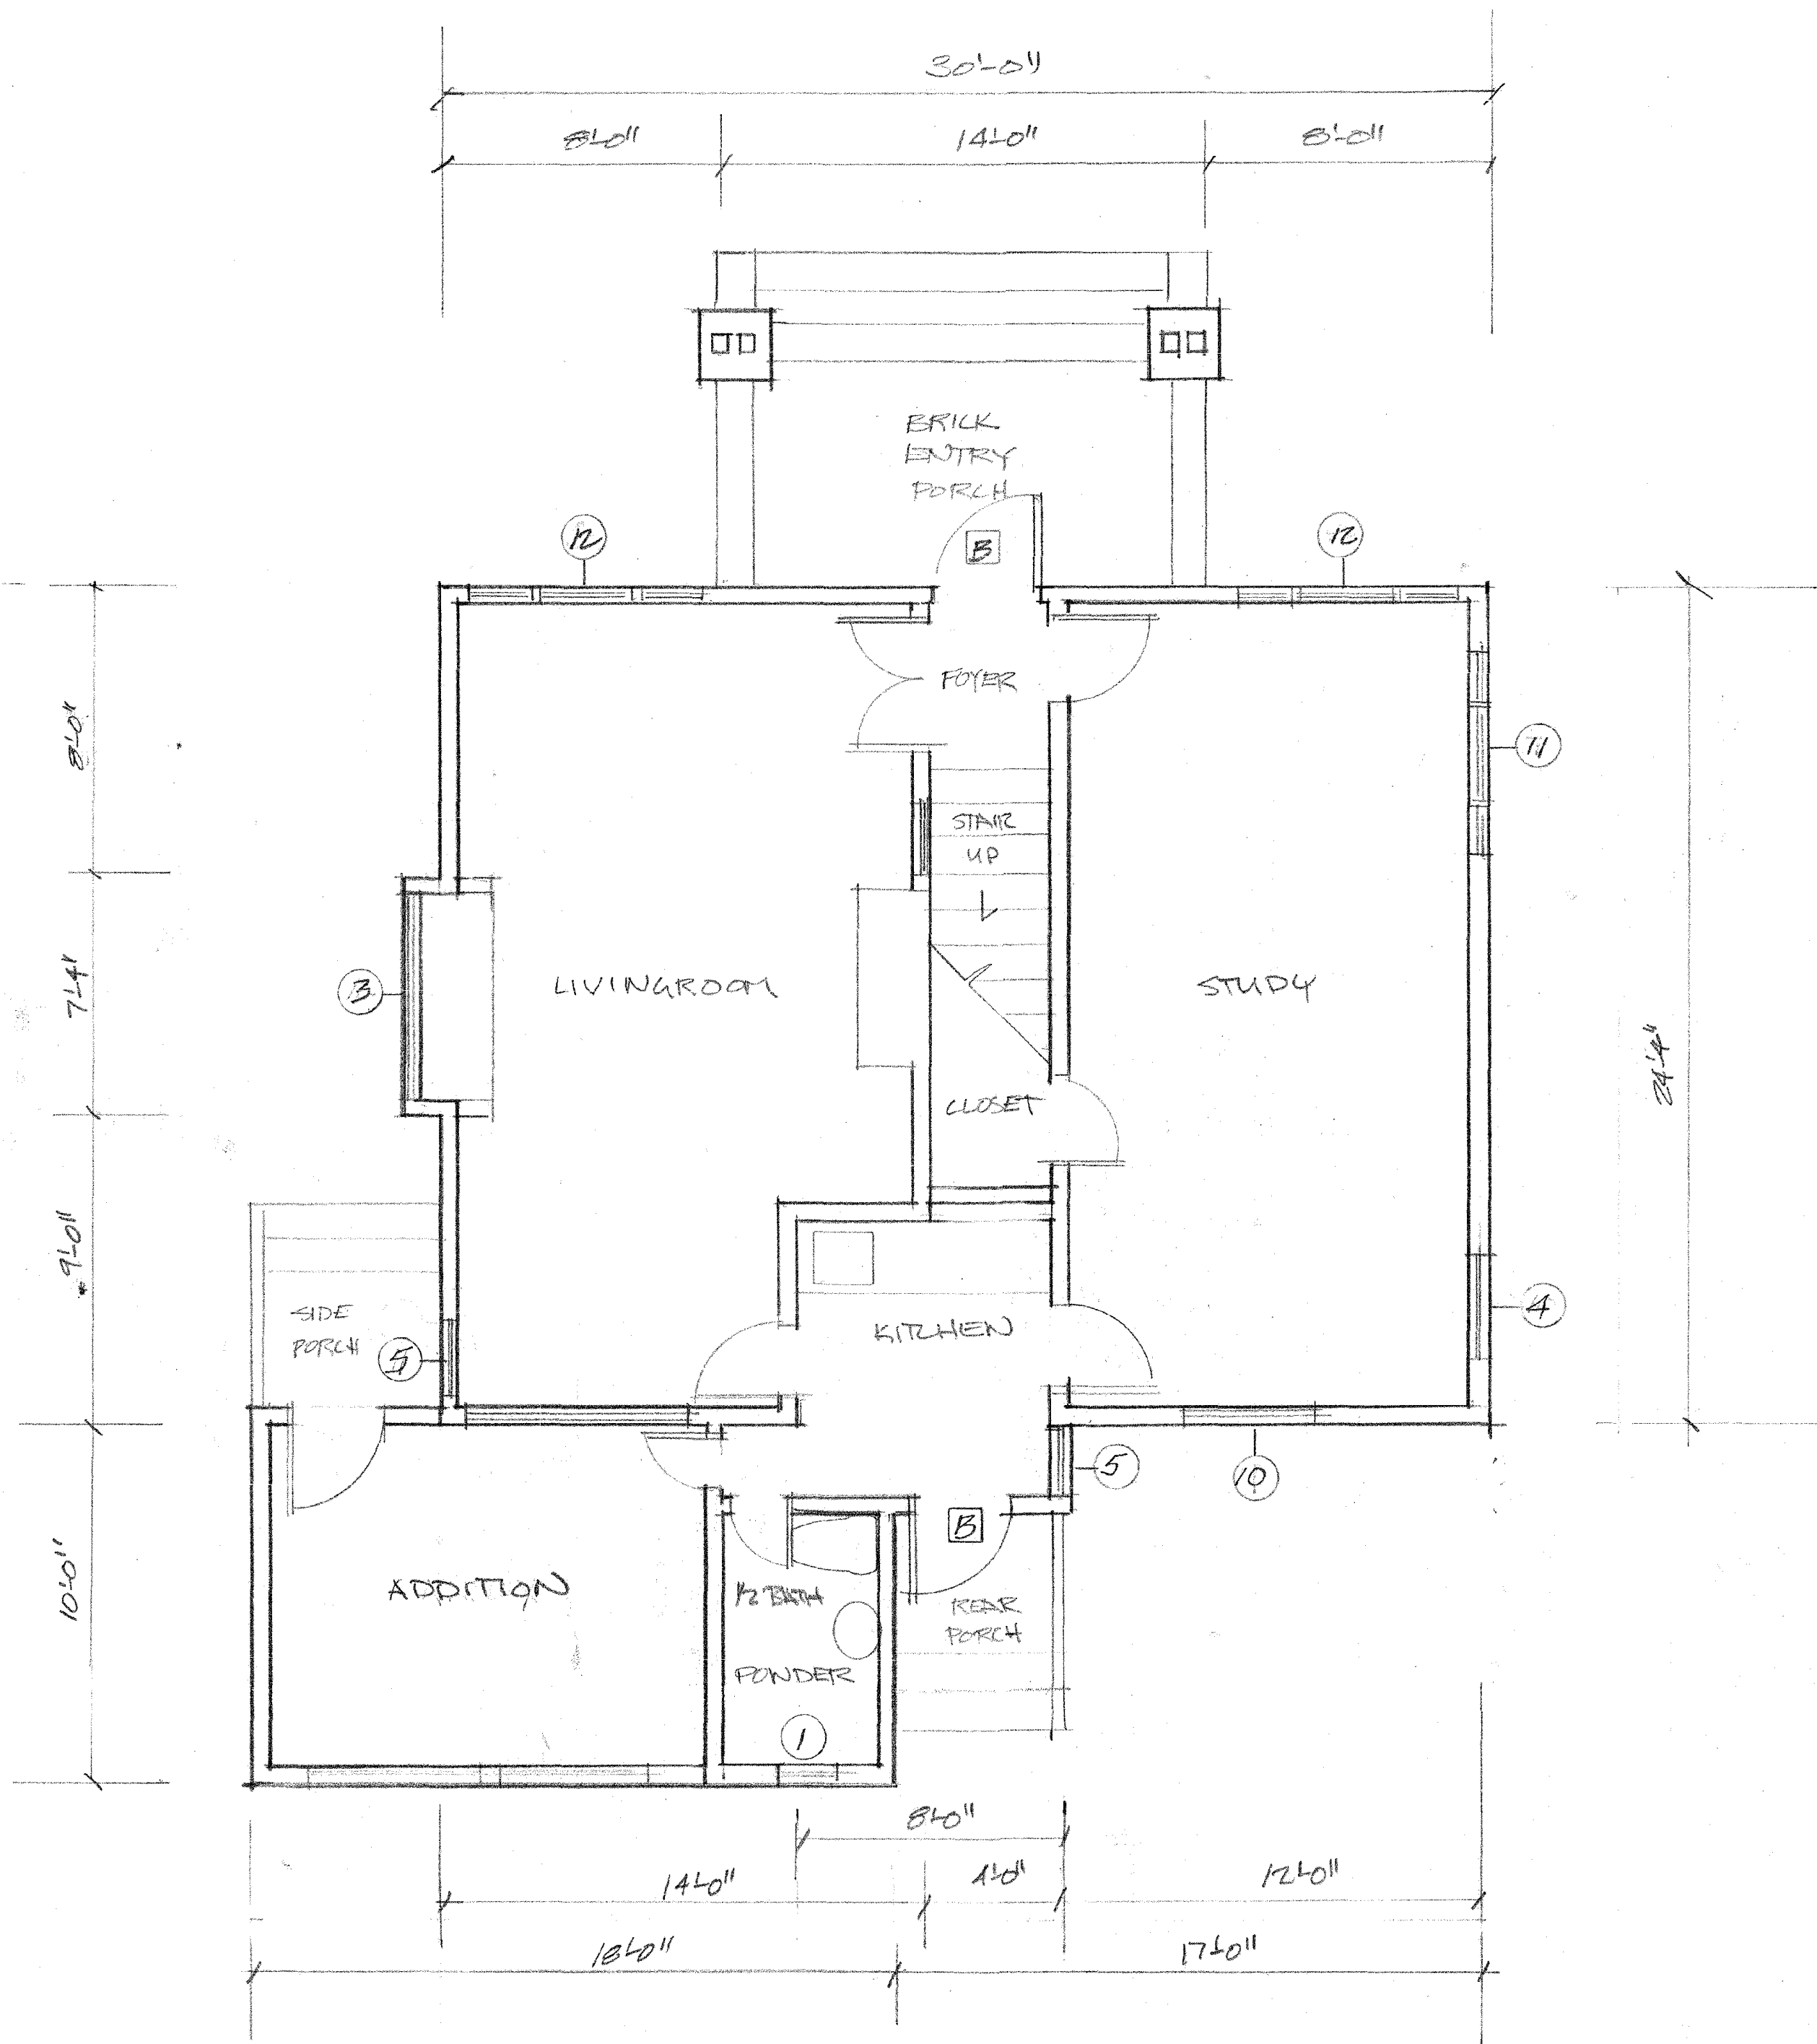 30'-0"
8'-0"
14'-0"
8'-0"
BRICK
ENTRY
PORCH
12
B
12
FOYER
8'-0"
11
STAIR
UP
7'-4'
3
LIVINGROOM
STUDY
24'-4"
CLOSET
9'-0"
SIDE
PORCH
5
KITCHEN
4
5
10
B
10'-0"
ADDITION
1/2 BATH
REAR
PORCH
POWDER
1
8'-0"
14'-0"
4'-0"
12'-0"
18'-0"
17'-0"